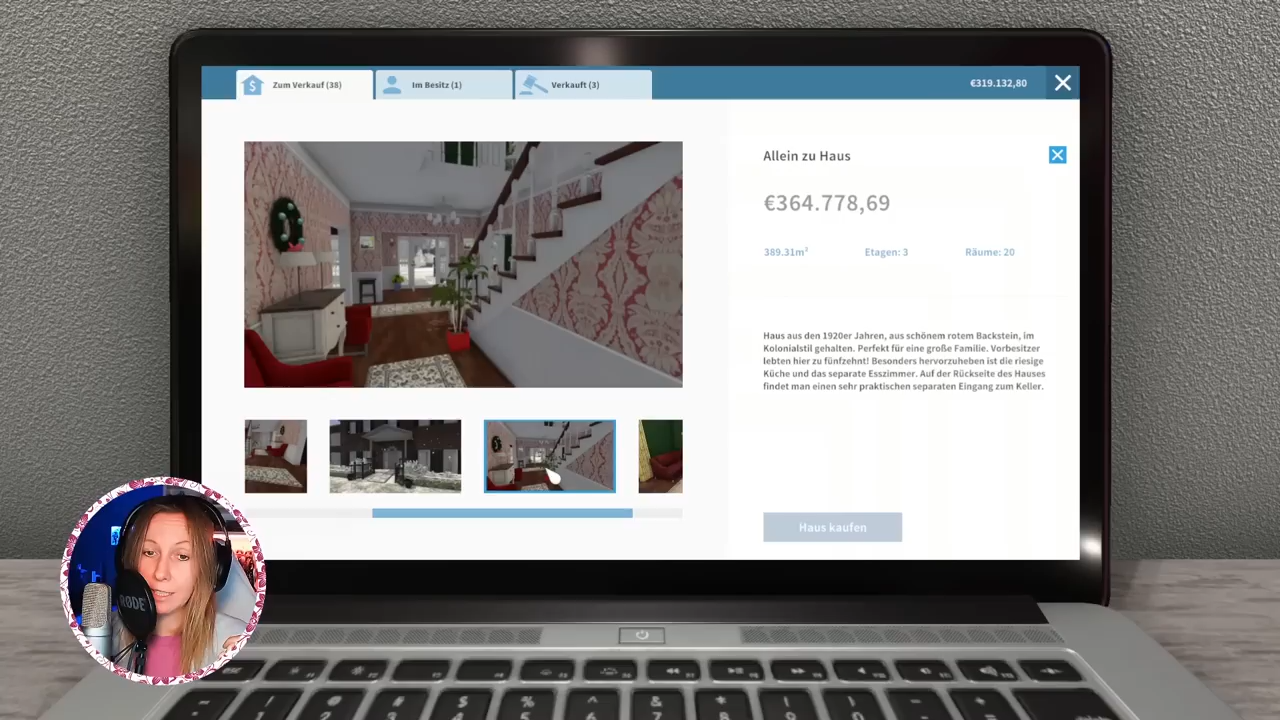 Zum Verkauf (38)
Im Besitz (1)
Verkauft (3)
€319.132,80
Allein zu Haus
€364.778,69
389.31m²
Etagen: 3
Räume: 20
Haus aus den 1920er Jahren, aus schönem rotem Backstein, im
Kolonialstil gehalten. Perfekt für eine große Familie. Vorbesitzer
lebten hier zu fünfzehnt! Besonders hervorzuheben ist die riesige
Küche und das separate Esszimmer. Auf der Rückseite des Hauses
findet man einen sehr praktischen separaten Eingang zum Keller.
Haus kaufen
RØDE